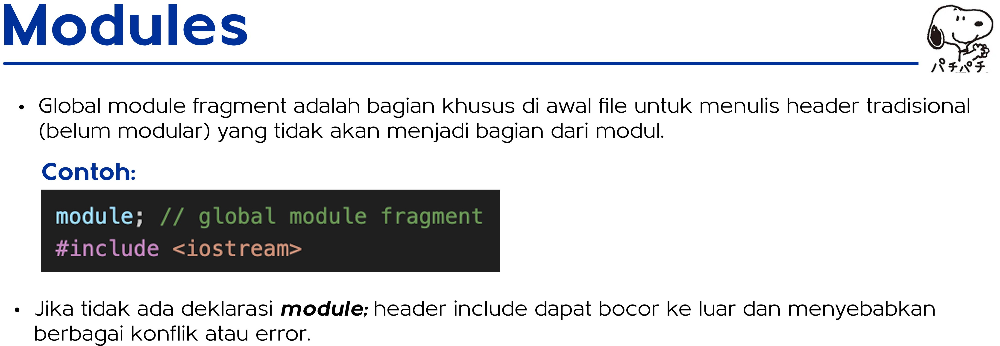 Modules
パチパチ
• Global module fragment adalah bagian khusus di awal file untuk menulis header tradisional
(belum modular) yang tidak akan menjadi bagian dari modul.
Contoh:
module; // global module fragment
#include <iostream>
• Jika tidak ada deklarasi module; header include dapat bocor ke luar dan menyebabkan
berbagai konflik atau error.